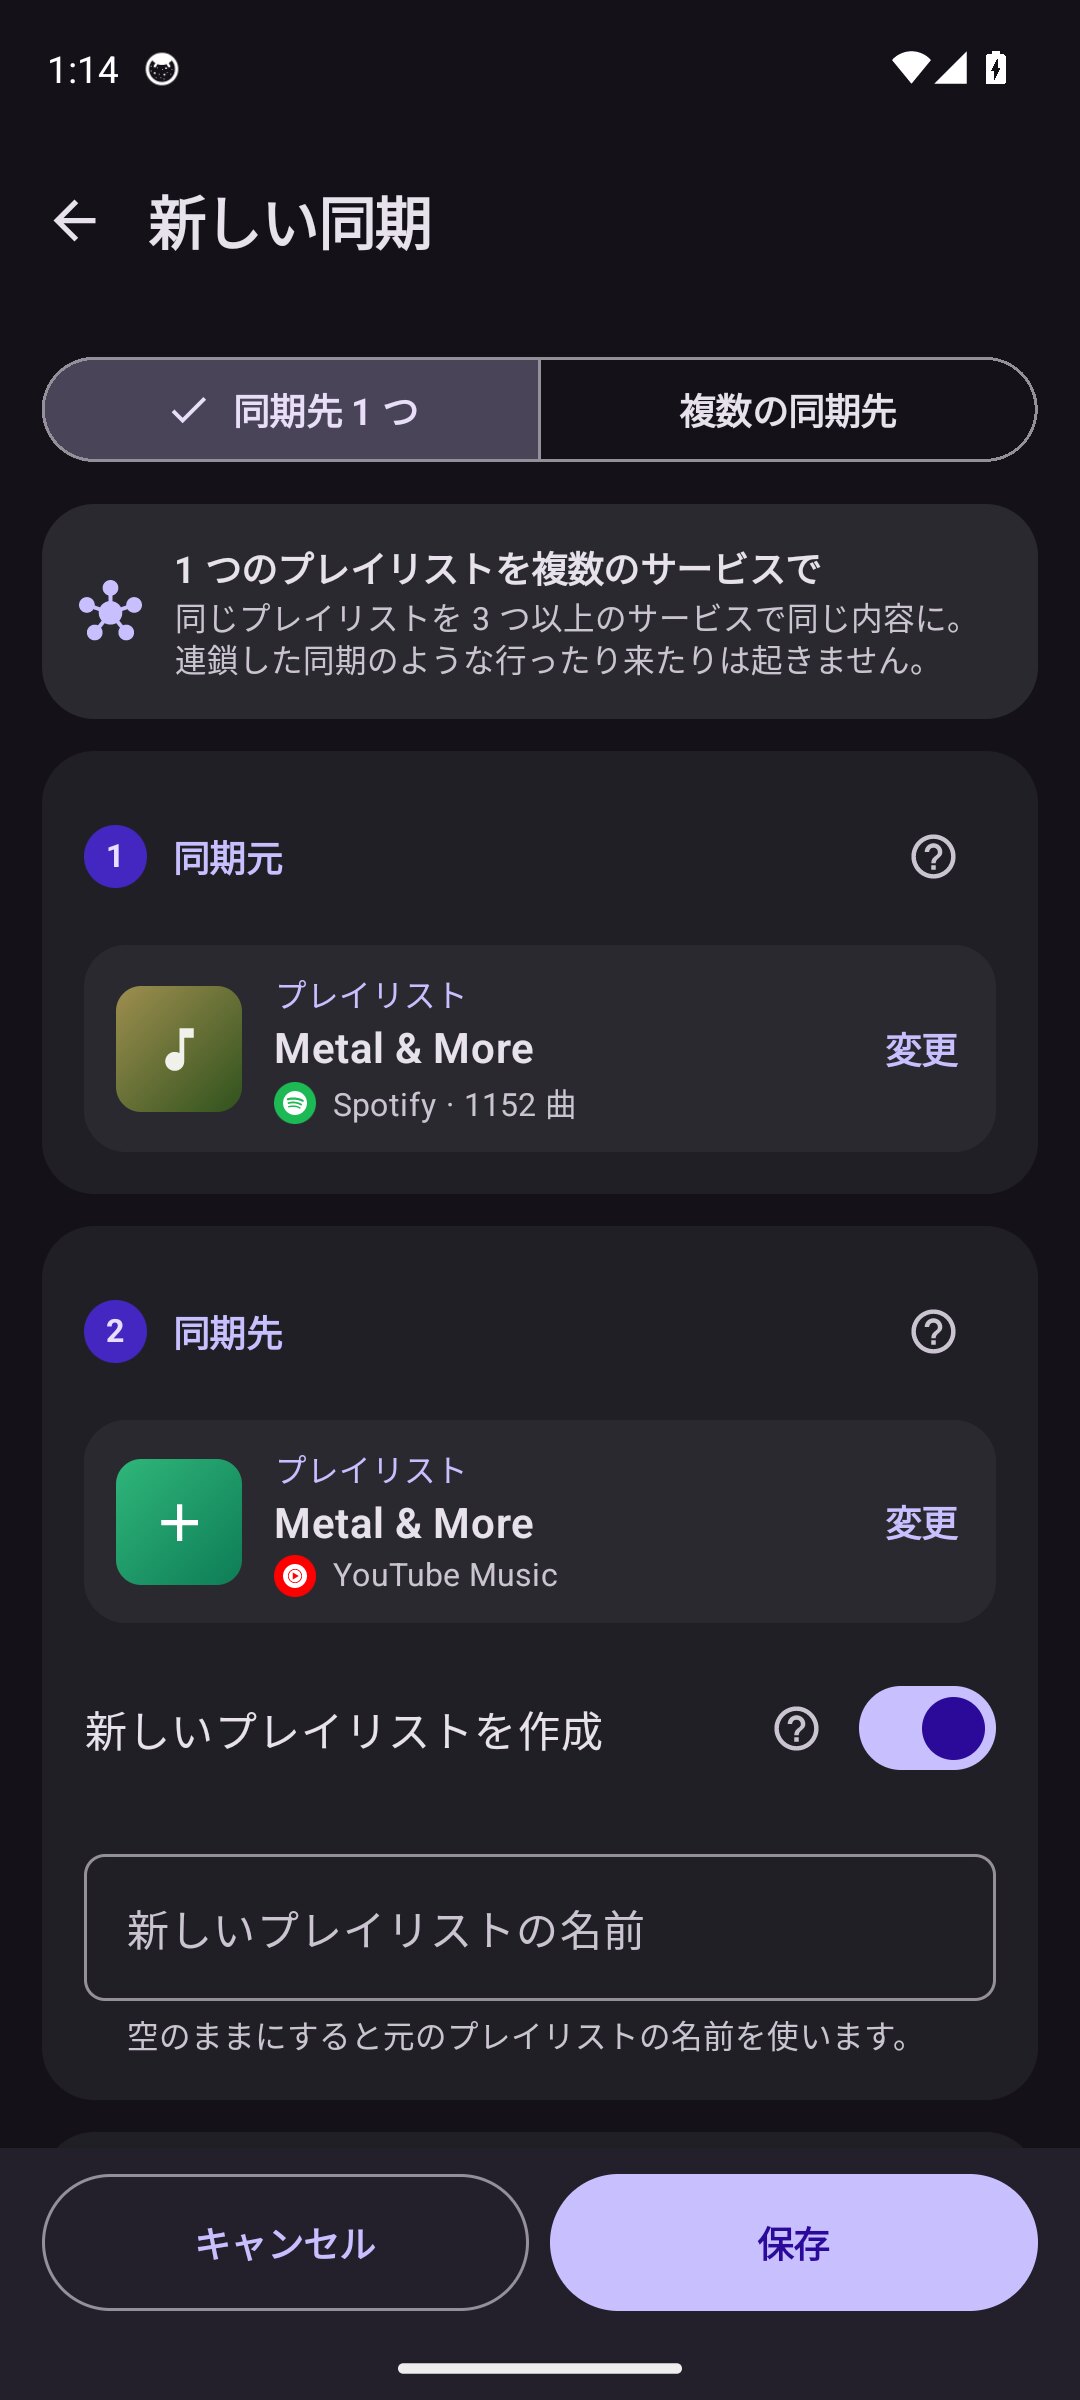 1:14
新しい同期
同期先 1 つ
複数の同期先
1 つのプレイリストを複数のサービスで
同じプレイリストを 3 つ以上のサービスで同じ内容に。
連鎖した同期のような行ったり来たりは起きません。
1
同期元
プレイリスト
Metal & More
Spotify · 1152 曲
変更
2
同期先
プレイリスト
Metal & More
YouTube Music
変更
新しいプレイリストを作成
新しいプレイリストの名前
空のままにすると元のプレイリストの名前を使います。
キャンセル
保存